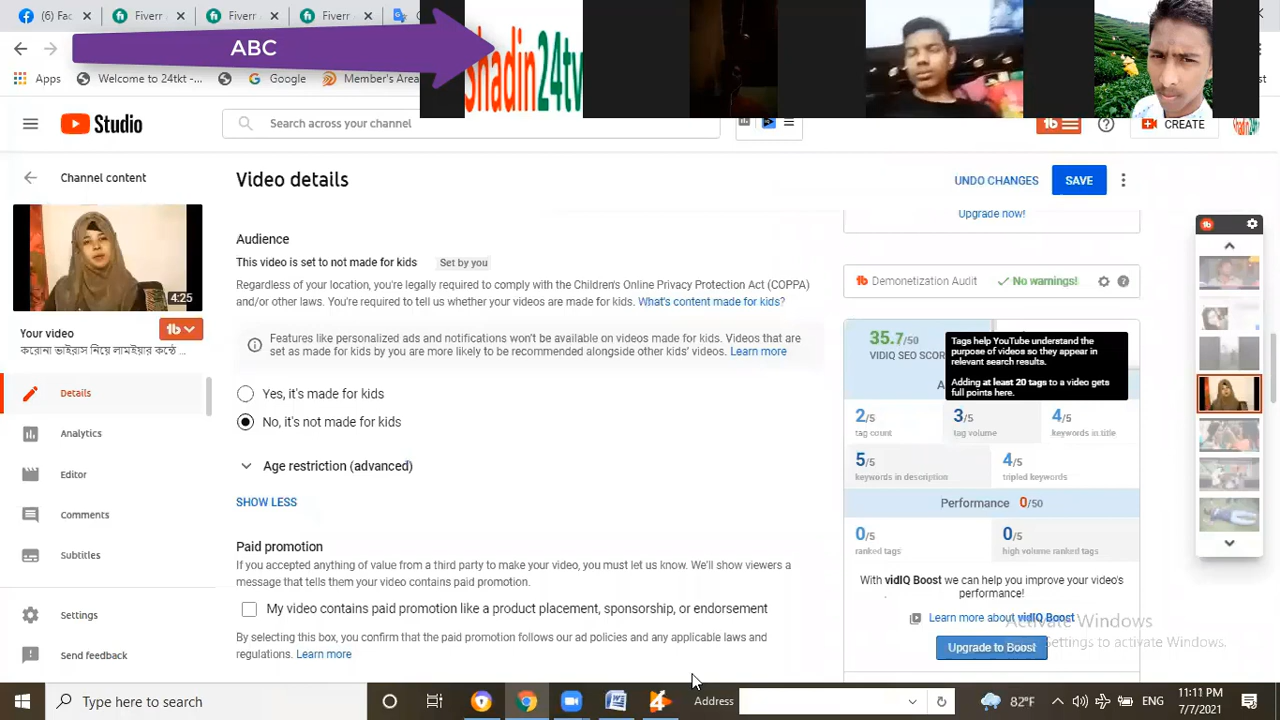 (2) F
Fiverr /
Fiverr /
Fiverr /
ABC
Shadin24tv
Apps
Welcome to 24tkt -...
Google
Member's Area
Studio
Search across your channel
CREATE
Channel content
Video details
UNDO CHANGES
SAVE
Upgrade now!
4:25
Your video
করোনা ভাইরাস নিয়ে লামইয়ার কন্ঠে ...
Details
Analytics
Editor
Comments
Subtitles
Settings
Send feedback
Audience
This video is set to not made for kids
Set by you
Regardless of your location, you're legally required to comply with the Children's Online Privacy Protection Act (COPPA)
and/or other laws. You're required to tell us whether your videos are made for kids. What's content made for kids?
Features like personalized ads and notifications won't be available on videos made for kids. Videos that are
set as made for kids by you are more likely to be recommended alongside other kids' videos. Learn more
Yes, it's made for kids
No, it's not made for kids
Age restriction (advanced)
SHOW LESS
Paid promotion
If you accepted anything of value from a third party to make your video, you must let us know. We'll show viewers a
message that tells them your video contains paid promotion.
My video contains paid promotion like a product placement, sponsorship, or endorsement
By selecting this box, you confirm that the paid promotion follows our ad policies and any applicable laws and
regulations. Learn more
Demonetization Audit
No warnings!
35.7/50
VIDIQ SEO SCOR
Tags help YouTube understand the
purpose of videos so they appear in
relevant search results.
Adding at least 20 tags to a video gets
full points here.
2/5
tag count
3/5
tag volume
4/5
keywords in title
5/5
keywords in description
4/5
tripled keywords
Performance 0/50
0/5
ranked tags
0/5
high volume ranked tags
With vidIQ Boost we can help you improve your video's
performance!
Learn more about vidIQ Boost
Upgrade to Boost
Activate Windows
Settings to activate Windows.
Type here to search
Address
82°F
ENG
11:11 PM
7/7/2021